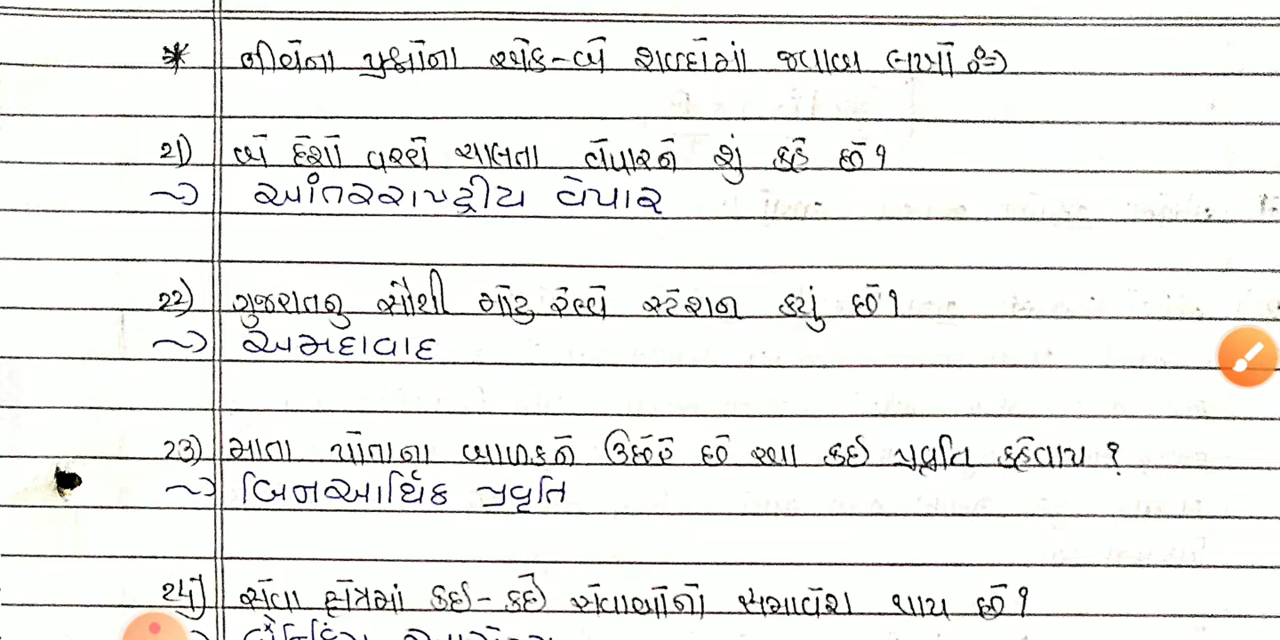 * નીચેના પ્રશ્નોના એક-બે શબ્દોમાં જવાબ લખો :-
21) બે દેશો વચ્ચે ચાલતા વેપારને શું કહે છે?
~> આંતરરાષ્ટ્રીય વેપાર
22) ગુજરાતનુ સૌથી મોટુ રેલ્વે સ્ટેશન કયું છે?
~> અમદાવાદ
23) માતા પોતાના બાળકને ઉછેરે છે આ કઈ પ્રવૃતિ કહેવાય?
~> બિનઆર્થિક પ્રવૃતિ
24) સેવા ક્ષેત્રમાં કઈ-કઈ સેવાઓનો સમાવેશ થાય છે?